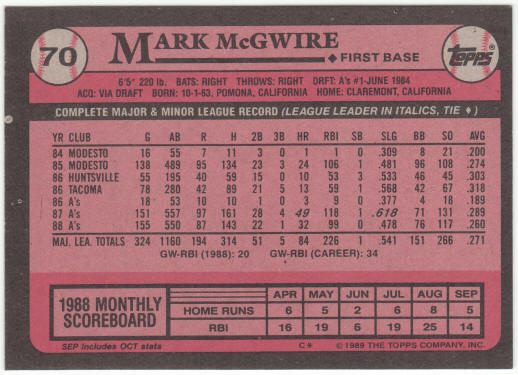 70
MARK McGWIRE
FIRST BASE
topps
6'5" 220 lb. BATS: RIGHT THROWS: RIGHT DRFT: A's #1-June 1984
ACQ: VIA DRAFT BORN: 10-1-63, POMONA, CALIFORNIA HOME: CLAREMONT, CALIFORNIA
COMPLETE MAJOR & MINOR LEAGUE RECORD (LEAGUE LEADER IN ITALICS, TIE ♦)
YR CLUB G AB R H 2B 3B HR RBI SB SLG BB SO AVG
84 MODESTO 16 55 7 11 3 0 1 1 0 .309 8 21 .200
85 MODESTO 138 489 95 134 23 3 24 106 1 .481 96 108 .274
86 HUNTSVILLE 55 195 40 59 15 0 10 53 3 .533 46 45 .303
86 TACOMA 78 280 42 89 21 5 13 59 1 .568 42 67 .318
86 A's 18 53 10 10 1 0 3 9 0 .377 4 18 .189
87 A's 151 557 97 161 28 4 49 118 1 .618 71 131 .289
88 A's 155 550 87 143 22 1 32 99 0 .478 76 117 .260
MAJ. LEA. TOTALS 324 1160 194 314 51 5 84 226 1 .541 151 266 .271
GW-RBI (1988): 20 GW-RBI (CAREER): 34
1988 MONTHLY SCOREBOARD
APR MAY JUN JUL AUG SEP
HOME RUNS 6 5 2 6 8 5
RBI 16 19 6 19 25 14
SEP Includes OCT stats
C*
© 1989 THE TOPPS COMPANY, INC.